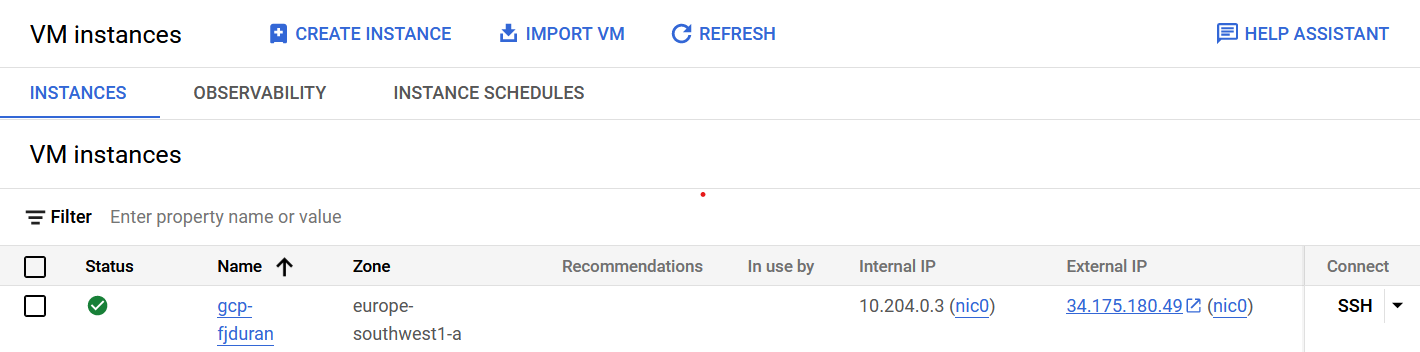 VM instances CREATE INSTANCE IMPORT VM REFRESH HELP ASSISTANT
INSTANCES OBSERVABILITY INSTANCE SCHEDULES
VM instances
Filter Enter property name or value
Status Name Zone Recommendations In use by Internal IP External IP Connect
gcp- europe- 10.204.0.3 (nic0) 34.175.180.49 (nic0) SSH
fjduran southwest1-a